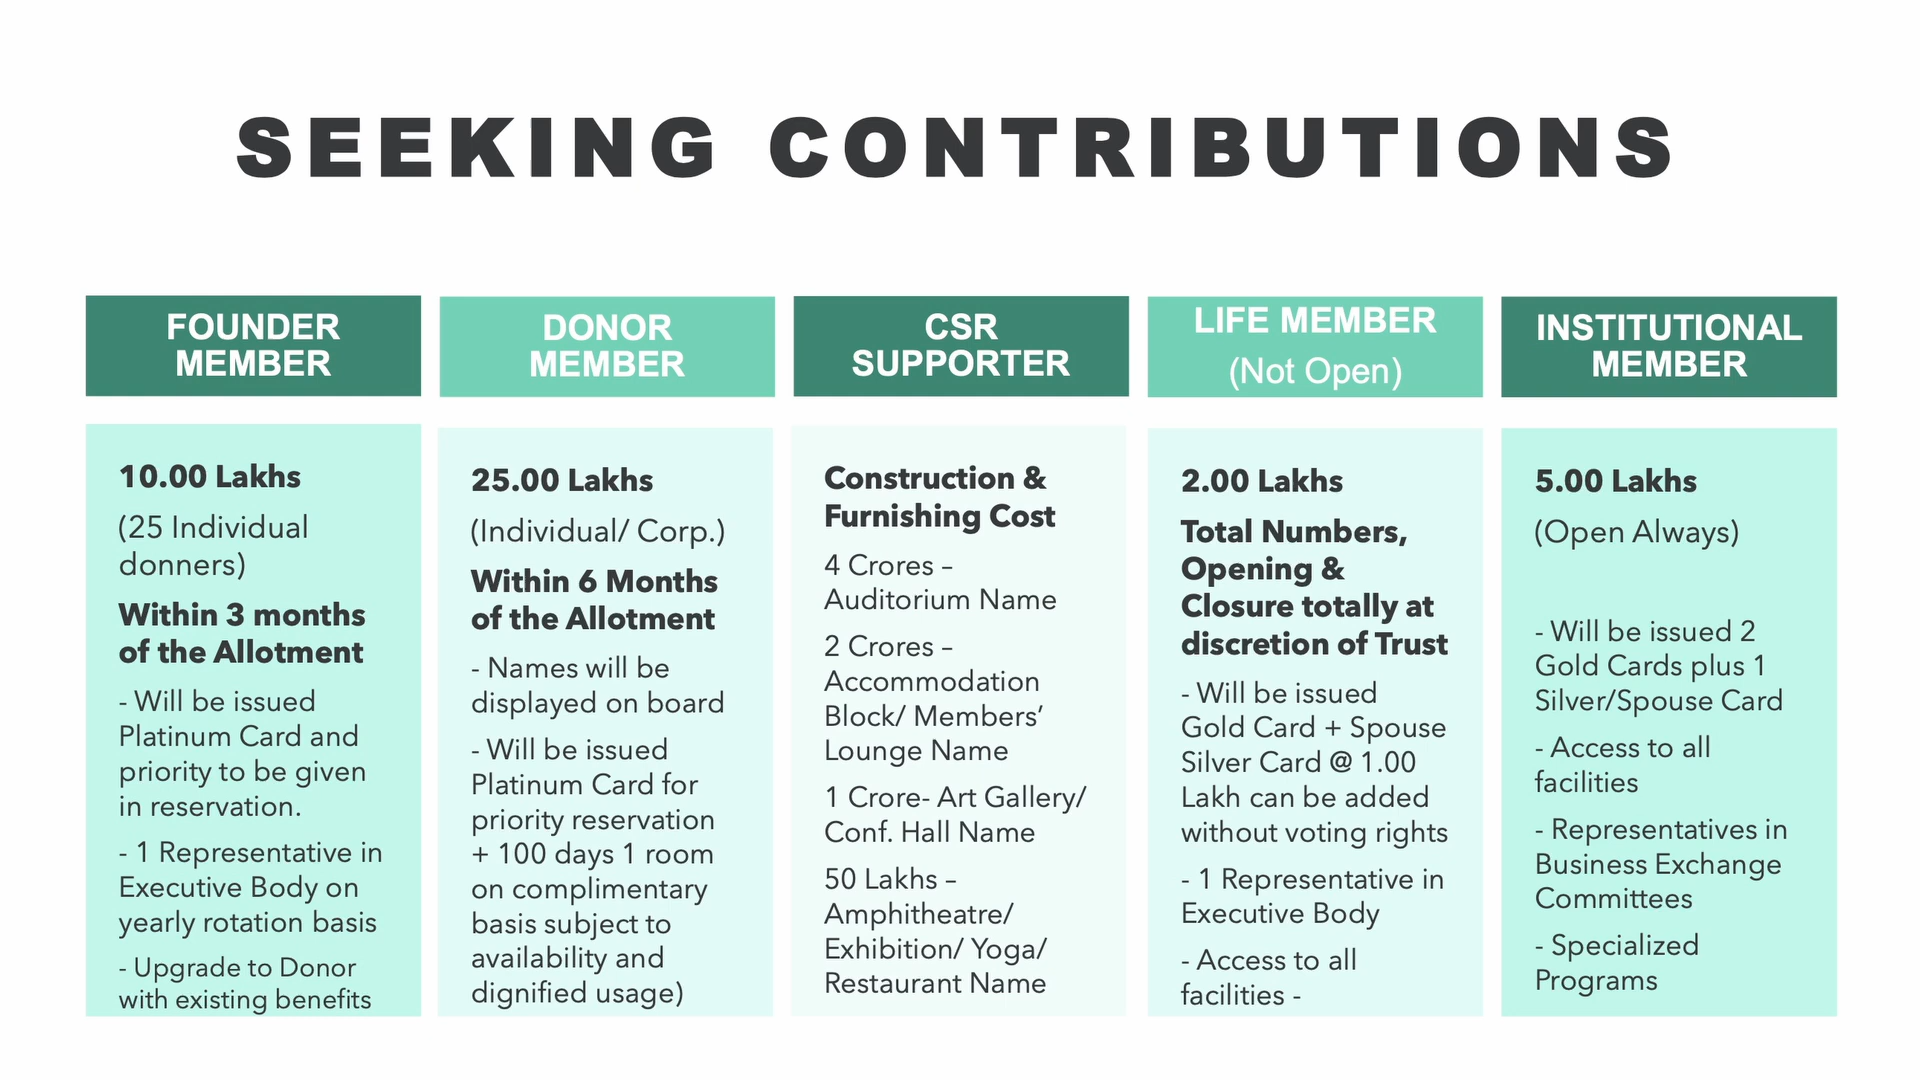 SEEKING CONTRIBUTIONS
FOUNDER
MEMBER
10.00 Lakhs
(25 Individual
donners)
Within 3 months
of the Allotment
- Will be issued
Platinum Card and
priority to be given
in reservation.
- 1 Representative in
Executive Body on
yearly rotation basis
- Upgrade to Donor
with existing benefits
DONOR
MEMBER
25.00 Lakhs
(Individual/ Corp.)
Within 6 Months
of the Allotment
- Names will be
displayed on board
- Will be issued
Platinum Card for
priority reservation
+ 100 days 1 room
on complimentary
basis subject to
availability and
dignified usage)
CSR
SUPPORTER
Construction &
Furnishing Cost
4 Crores –
Auditorium Name
2 Crores –
Accommodation
Block/ Members’
Lounge Name
1 Crore- Art Gallery/
Conf. Hall Name
50 Lakhs –
Amphitheatre/
Exhibition/ Yoga/
Restaurant Name
LIFE MEMBER
(Not Open)
2.00 Lakhs
Total Numbers,
Opening &
Closure totally at
discretion of Trust
- Will be issued
Gold Card + Spouse
Silver Card @ 1.00
Lakh can be added
without voting rights
- 1 Representative in
Executive Body
- Access to all
facilities -
INSTITUTIONAL
MEMBER
5.00 Lakhs
(Open Always)
- Will be issued 2
Gold Cards plus 1
Silver/Spouse Card
- Access to all
facilities
- Representatives in
Business Exchange
Committees
- Specialized
Programs